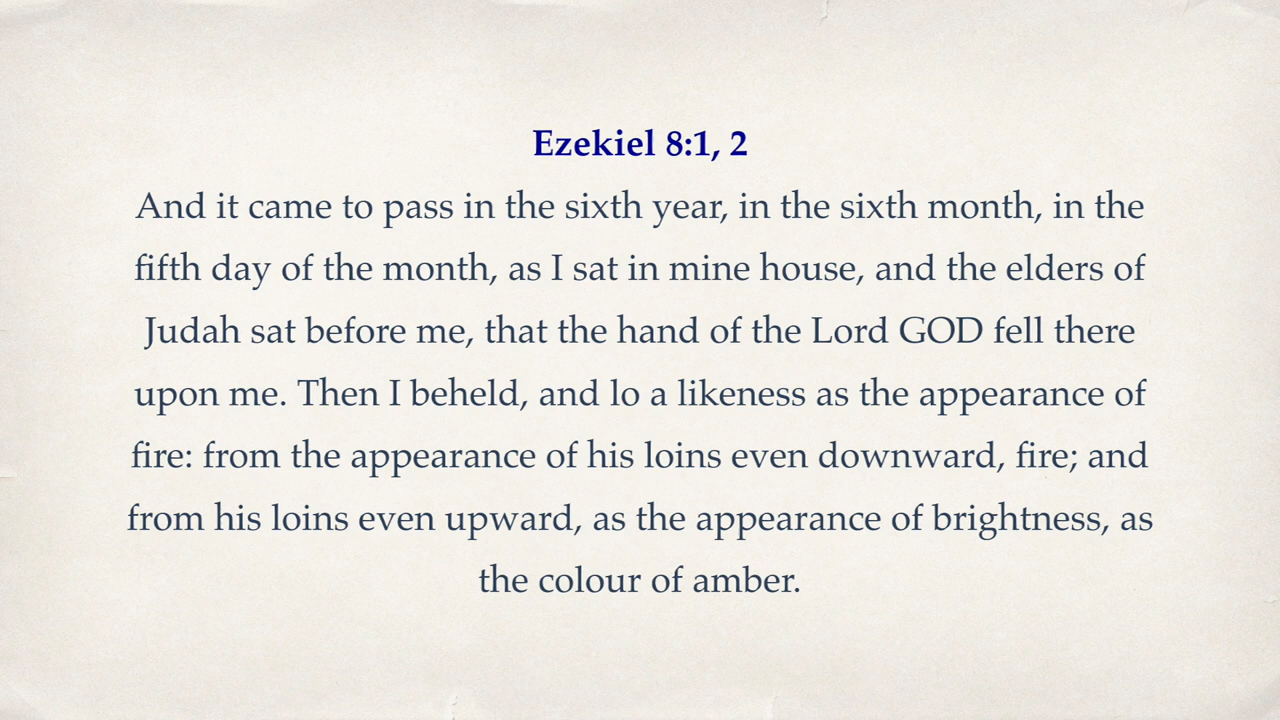 Ezekiel 8:1, 2
And it came to pass in the sixth year, in the sixth month, in the
fifth day of the month, as I sat in mine house, and the elders of
Judah sat before me, that the hand of the Lord GOD fell there
upon me. Then I beheld, and lo a likeness as the appearance of
fire: from the appearance of his loins even downward, fire; and
from his loins even upward, as the appearance of brightness, as
the colour of amber.